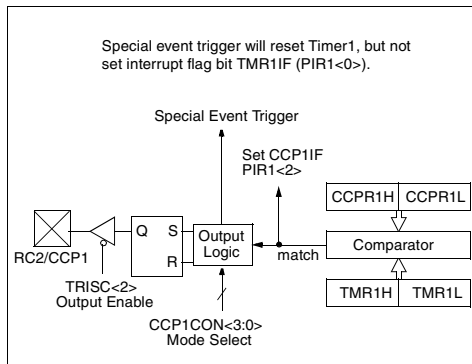 Special event trigger will reset Timer1, but not
set interrupt flag bit TMR1IF (PIR1<0>).
Special Event Trigger
Set CCP1IF
PIR1<2>
CCPR1H CCPR1L
Q S Output
R Logic
match
Comparator
RC2/CCP1
TRISC<2>
Output Enable
TMR1H TMR1L
CCP1CON<3:0>
Mode Select